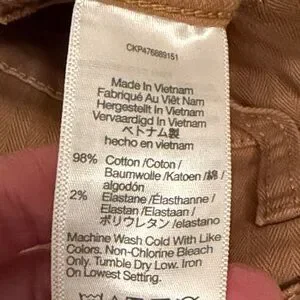 CKP476689151
Made In Vietnam
Fabriqué Au Việt Nam
Hergestellt In Vietnam
Vervaardigd In Vietnam
ベトナム製
hecho en vietnam
98% Cotton /Coton /
Baumwolle /Katoen /綿 /
algodón
2% Elastane /Élasthanne /
Elastan /Elastaan /
ポリウレタン /elastano
Machine Wash Cold With Like
Colors. Non-Chlorine Bleach
Only. Tumble Dry Low. Iron
On Lowest Setting.